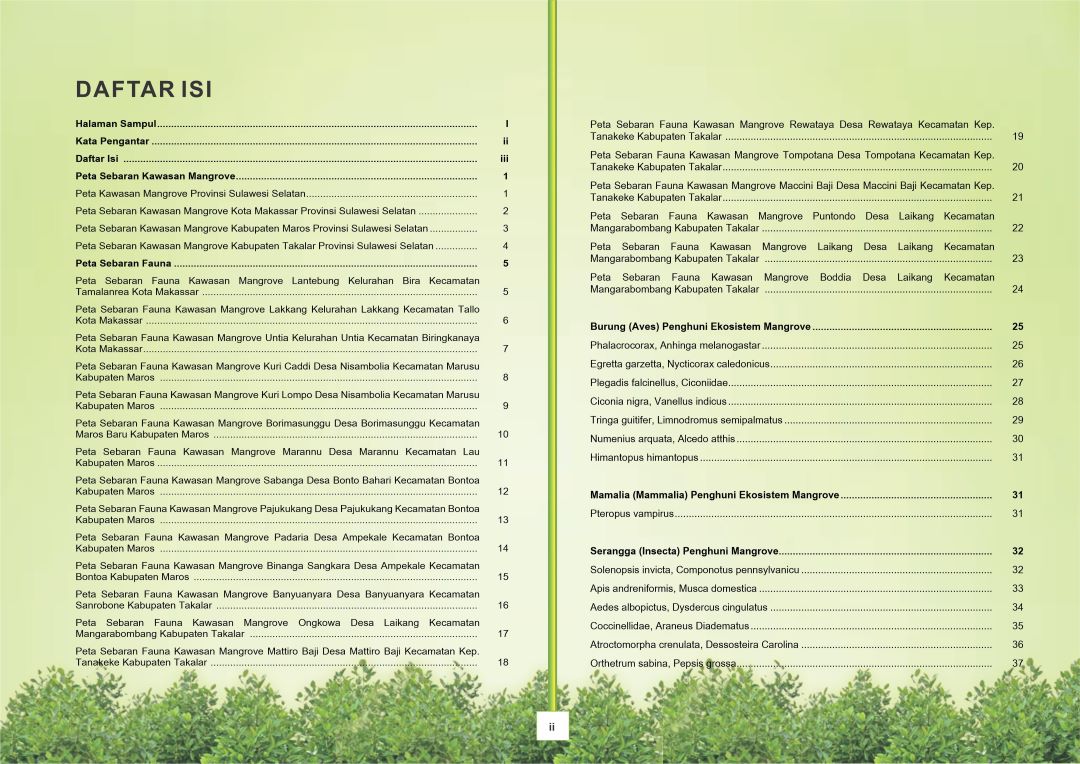 DAFTAR ISI
Halaman Sampul........ I
Kata Pengantar ........ ii
Daftar Isi ........ iii
Peta Sebaran Kawasan Mangrove........ 1
Peta Kawasan Mangrove Provinsi Sulawesi Selatan........ 1
Peta Sebaran Kawasan Mangrove Kota Makassar Provinsi Sulawesi Selatan ........ 2
Peta Sebaran Kawasan Mangrove Kabupaten Maros Provinsi Sulawesi Selatan ........ 3
Peta Sebaran Kawasan Mangrove Kabupaten Takalar Provinsi Sulawesi Selatan ........ 4
Peta Sebaran Fauna ........ 5
Peta Sebaran Fauna Kawasan Mangrove Lantebung Kelurahan Bira Kecamatan
Tamalanrea Kota Makassar ........ 5
Peta Sebaran Fauna Kawasan Mangrove Lakkang Kelurahan Lakkang Kecamatan Tallo
Kota Makassar ........ 6
Peta Sebaran Fauna Kawasan Mangrove Untia Kelurahan Untia Kecamatan Biringkanaya
Kota Makassar........ 7
Peta Sebaran Fauna Kawasan Mangrove Kuri Caddi Desa Nisambolia Kecamatan Marusu
Kabupaten Maros ........ 8
Peta Sebaran Fauna Kawasan Mangrove Kuri Lompo Desa Nisambolia Kecamatan Marusu
Kabupaten Maros ........ 9
Peta Sebaran Fauna Kawasan Mangrove Borimasunggu Desa Borimasunggu Kecamatan
Maros Baru Kabupaten Maros ........ 10
Peta Sebaran Fauna Kawasan Mangrove Marannu Desa Marannu Kecamatan Lau
Kabupaten Maros ........ 11
Peta Sebaran Fauna Kawasan Mangrove Sabanga Desa Bonto Bahari Kecamatan Bontoa
Kabupaten Maros ........ 12
Peta Sebaran Fauna Kawasan Mangrove Pajukukang Desa Pajukukang Kecamatan Bontoa
Kabupaten Maros ........ 13
Peta Sebaran Fauna Kawasan Mangrove Padaria Desa Ampekale Kecamatan Bontoa
Kabupaten Maros ........ 14
Peta Sebaran Fauna Kawasan Mangrove Binanga Sangkara Desa Ampekale Kecamatan
Bontoa Kabupaten Maros ........ 15
Peta Sebaran Fauna Kawasan Mangrove Banyuanyara Desa Banyuanyara Kecamatan
Sanrobone Kabupaten Takalar ........ 16
Peta Sebaran Fauna Kawasan Mangrove Ongkowa Desa Laikang Kecamatan
Mangarabombang Kabupaten Takalar ........ 17
Peta Sebaran Fauna Kawasan Mangrove Mattiro Baji Desa Mattiro Baji Kecamatan Kep.
Tanakeke Kabupaten Takalar ........ 18
Peta Sebaran Fauna Kawasan Mangrove Rewataya Desa Rewataya Kecamatan Kep.
Tanakeke Kabupaten Takalar ........ 19
Peta Sebaran Fauna Kawasan Mangrove Tompotana Desa Tompotana Kecamatan Kep.
Tanakeke Kabupaten Takalar........ 20
Peta Sebaran Fauna Kawasan Mangrove Maccini Baji Desa Maccini Baji Kecamatan Kep.
Tanakeke Kabupaten Takalar........ 21
Peta Sebaran Fauna Kawasan Mangrove Puntondo Desa Laikang Kecamatan
Mangarabombang Kabupaten Takalar ........ 22
Peta Sebaran Fauna Kawasan Mangrove Laikang Desa Laikang Kecamatan
Mangarabombang Kabupaten Takalar ........ 23
Peta Sebaran Fauna Kawasan Mangrove Boddia Desa Laikang Kecamatan
Mangarabombang Kabupaten Takalar ........ 24
Burung (Aves) Penghuni Ekosistem Mangrove ........ 25
Phalacrocorax, Anhinga melanogastar ........ 25
Egretta garzetta, Nycticorax caledonicus........ 26
Plegadis falcinellus, Ciconiidae........ 27
Ciconia nigra, Vanellus indicus ........ 28
Tringa guitifer, Limnodromus semipalmatus ........ 29
Numenius arquata, Alcedo atthis ........ 30
Himantopus himantopus ........ 31
Mamalia (Mammalia) Penghuni Ekosistem Mangrove ........ 31
Pteropus vampirus........ 31
Serangga (Insecta) Penghuni Mangrove........ 32
Solenopsis invicta, Componotus pennsylvanicu ........ 32
Apis andreniformis, Musca domestica ........ 33
Aedes albopictus, Dysdercus cingulatus ........ 34
Coccinellidae, Araneus Diadematus ........ 35
Atroctomorpha crenulata, Dessosteira Carolina ........ 36
Orthetrum sabina, Pepsis grossa........ 37
ii